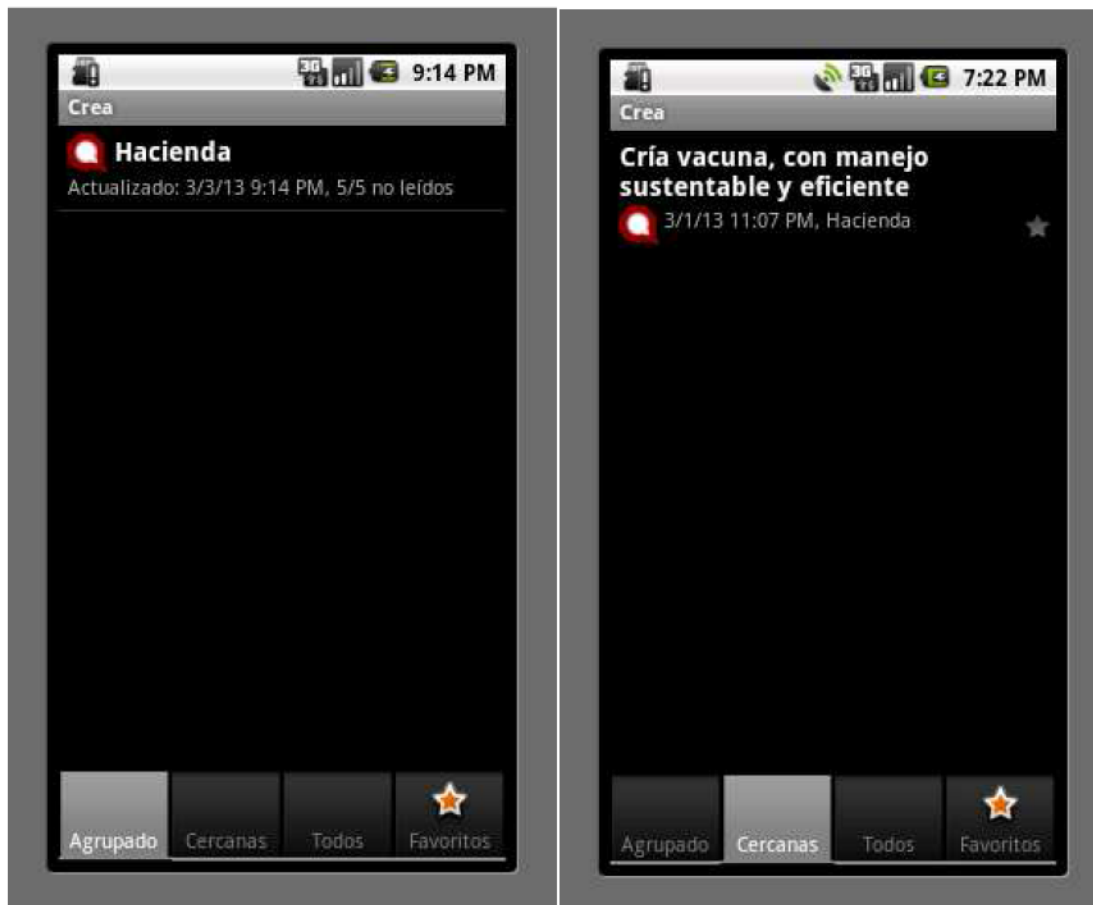 3G
9:14 PM
Crea
Hacienda
Actualizado: 3/3/13 9:14 PM, 5/5 no leídos
Agrupado
Cercanas
Todos
Favoritos
3G
7:22 PM
Crea
Cría vacuna, con manejo
sustentable y eficiente
3/1/13 11:07 PM, Hacienda
Agrupado
Cercanas
Todos
Favoritos